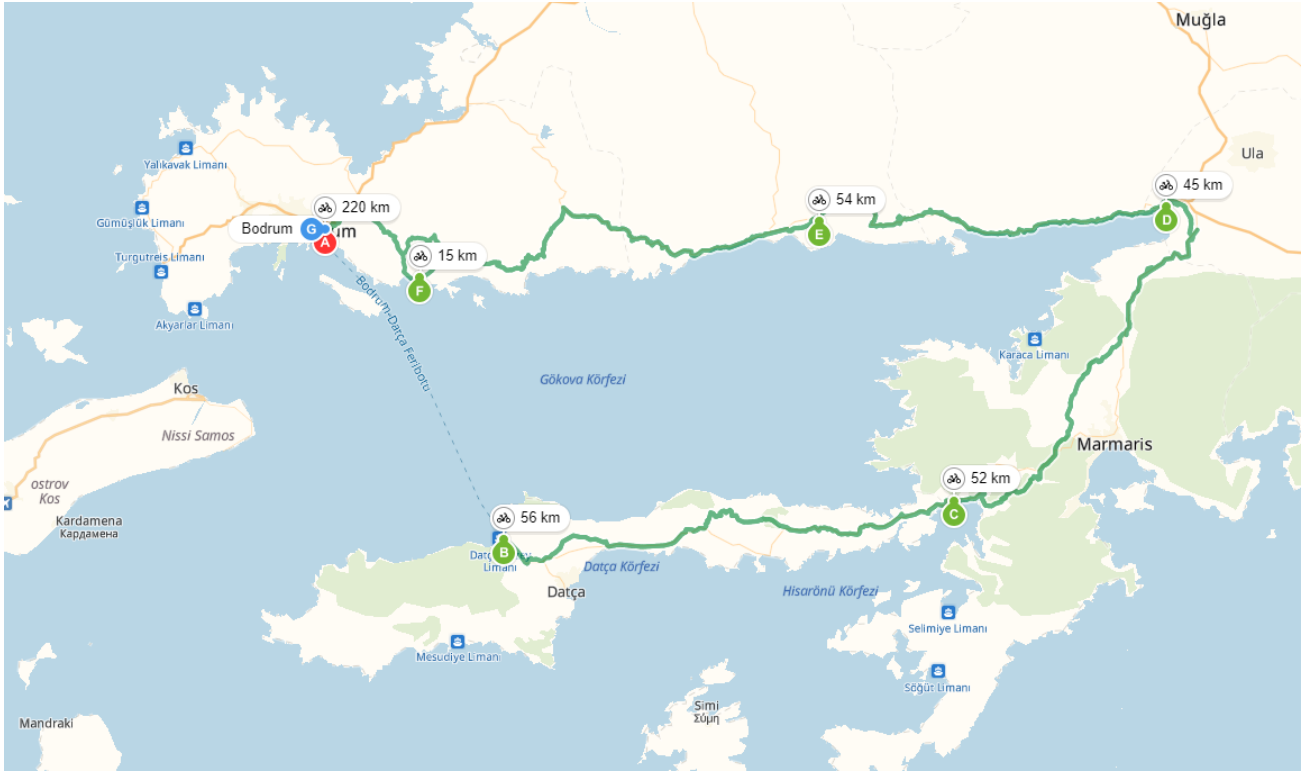 Muğla
Ula
Yalıkavak Limanı
45 km
D
54 km
E
220 km
Gümüşlük Limanı
Bodrum
G
A
um
15 km
F
Turgutreis Limanı
Akyarlar Limanı
Bodrum-Datça Feribotu
Karaca Limanı
Gökova Körfezi
Kos
Nissi Samos
Marmaris
ostrov
Kos
52 km
C
Kardamena
Кардамена
56 km
B
Limanı
Datça Körfezi
Datça
Hisarönü Körfezi
Selimiye Limanı
Mesudiye Limanı
Söğüt Limanı
Simi
Σύμη
Mandraki